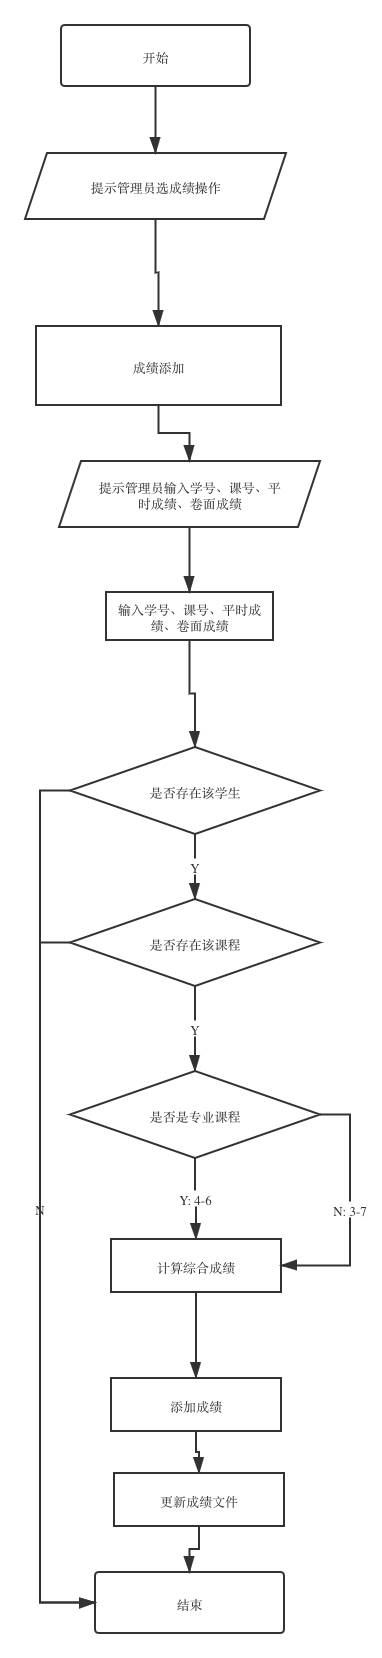 开始
提示管理员选成绩操作
成绩添加
提示管理员输入学号、课号、平
时成绩、卷面成绩
输入学号、课号、平时成
绩、卷面成绩
是否存在该学生
Y
是否存在该课程
Y
是否是专业课程
Y: 4-6
N
N: 3-7
计算综合成绩
添加成绩
更新成绩文件
结束